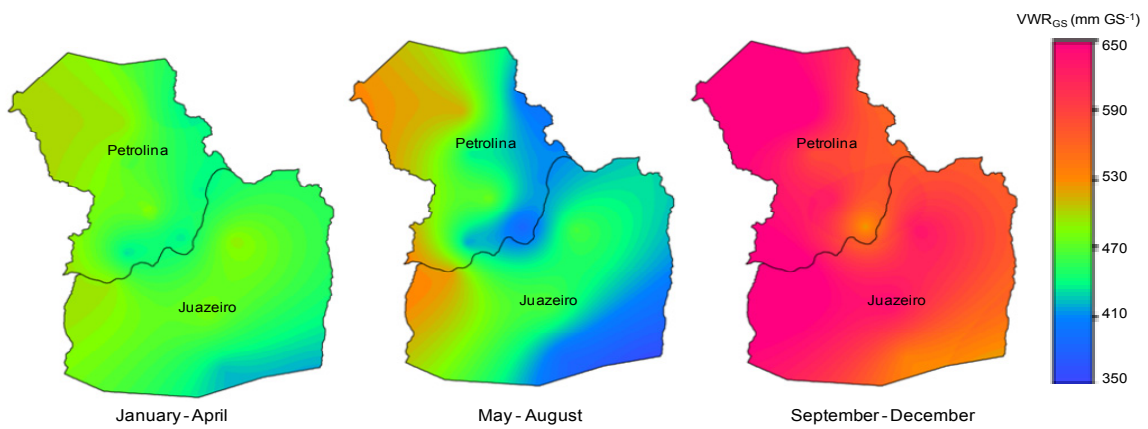 VWR_GS (mm GS⁻¹)
650
590
530
470
410
350
Petrolina
Juazeiro
January - April
Petrolina
Juazeiro
May - August
Petrolina
Juazeiro
September - December